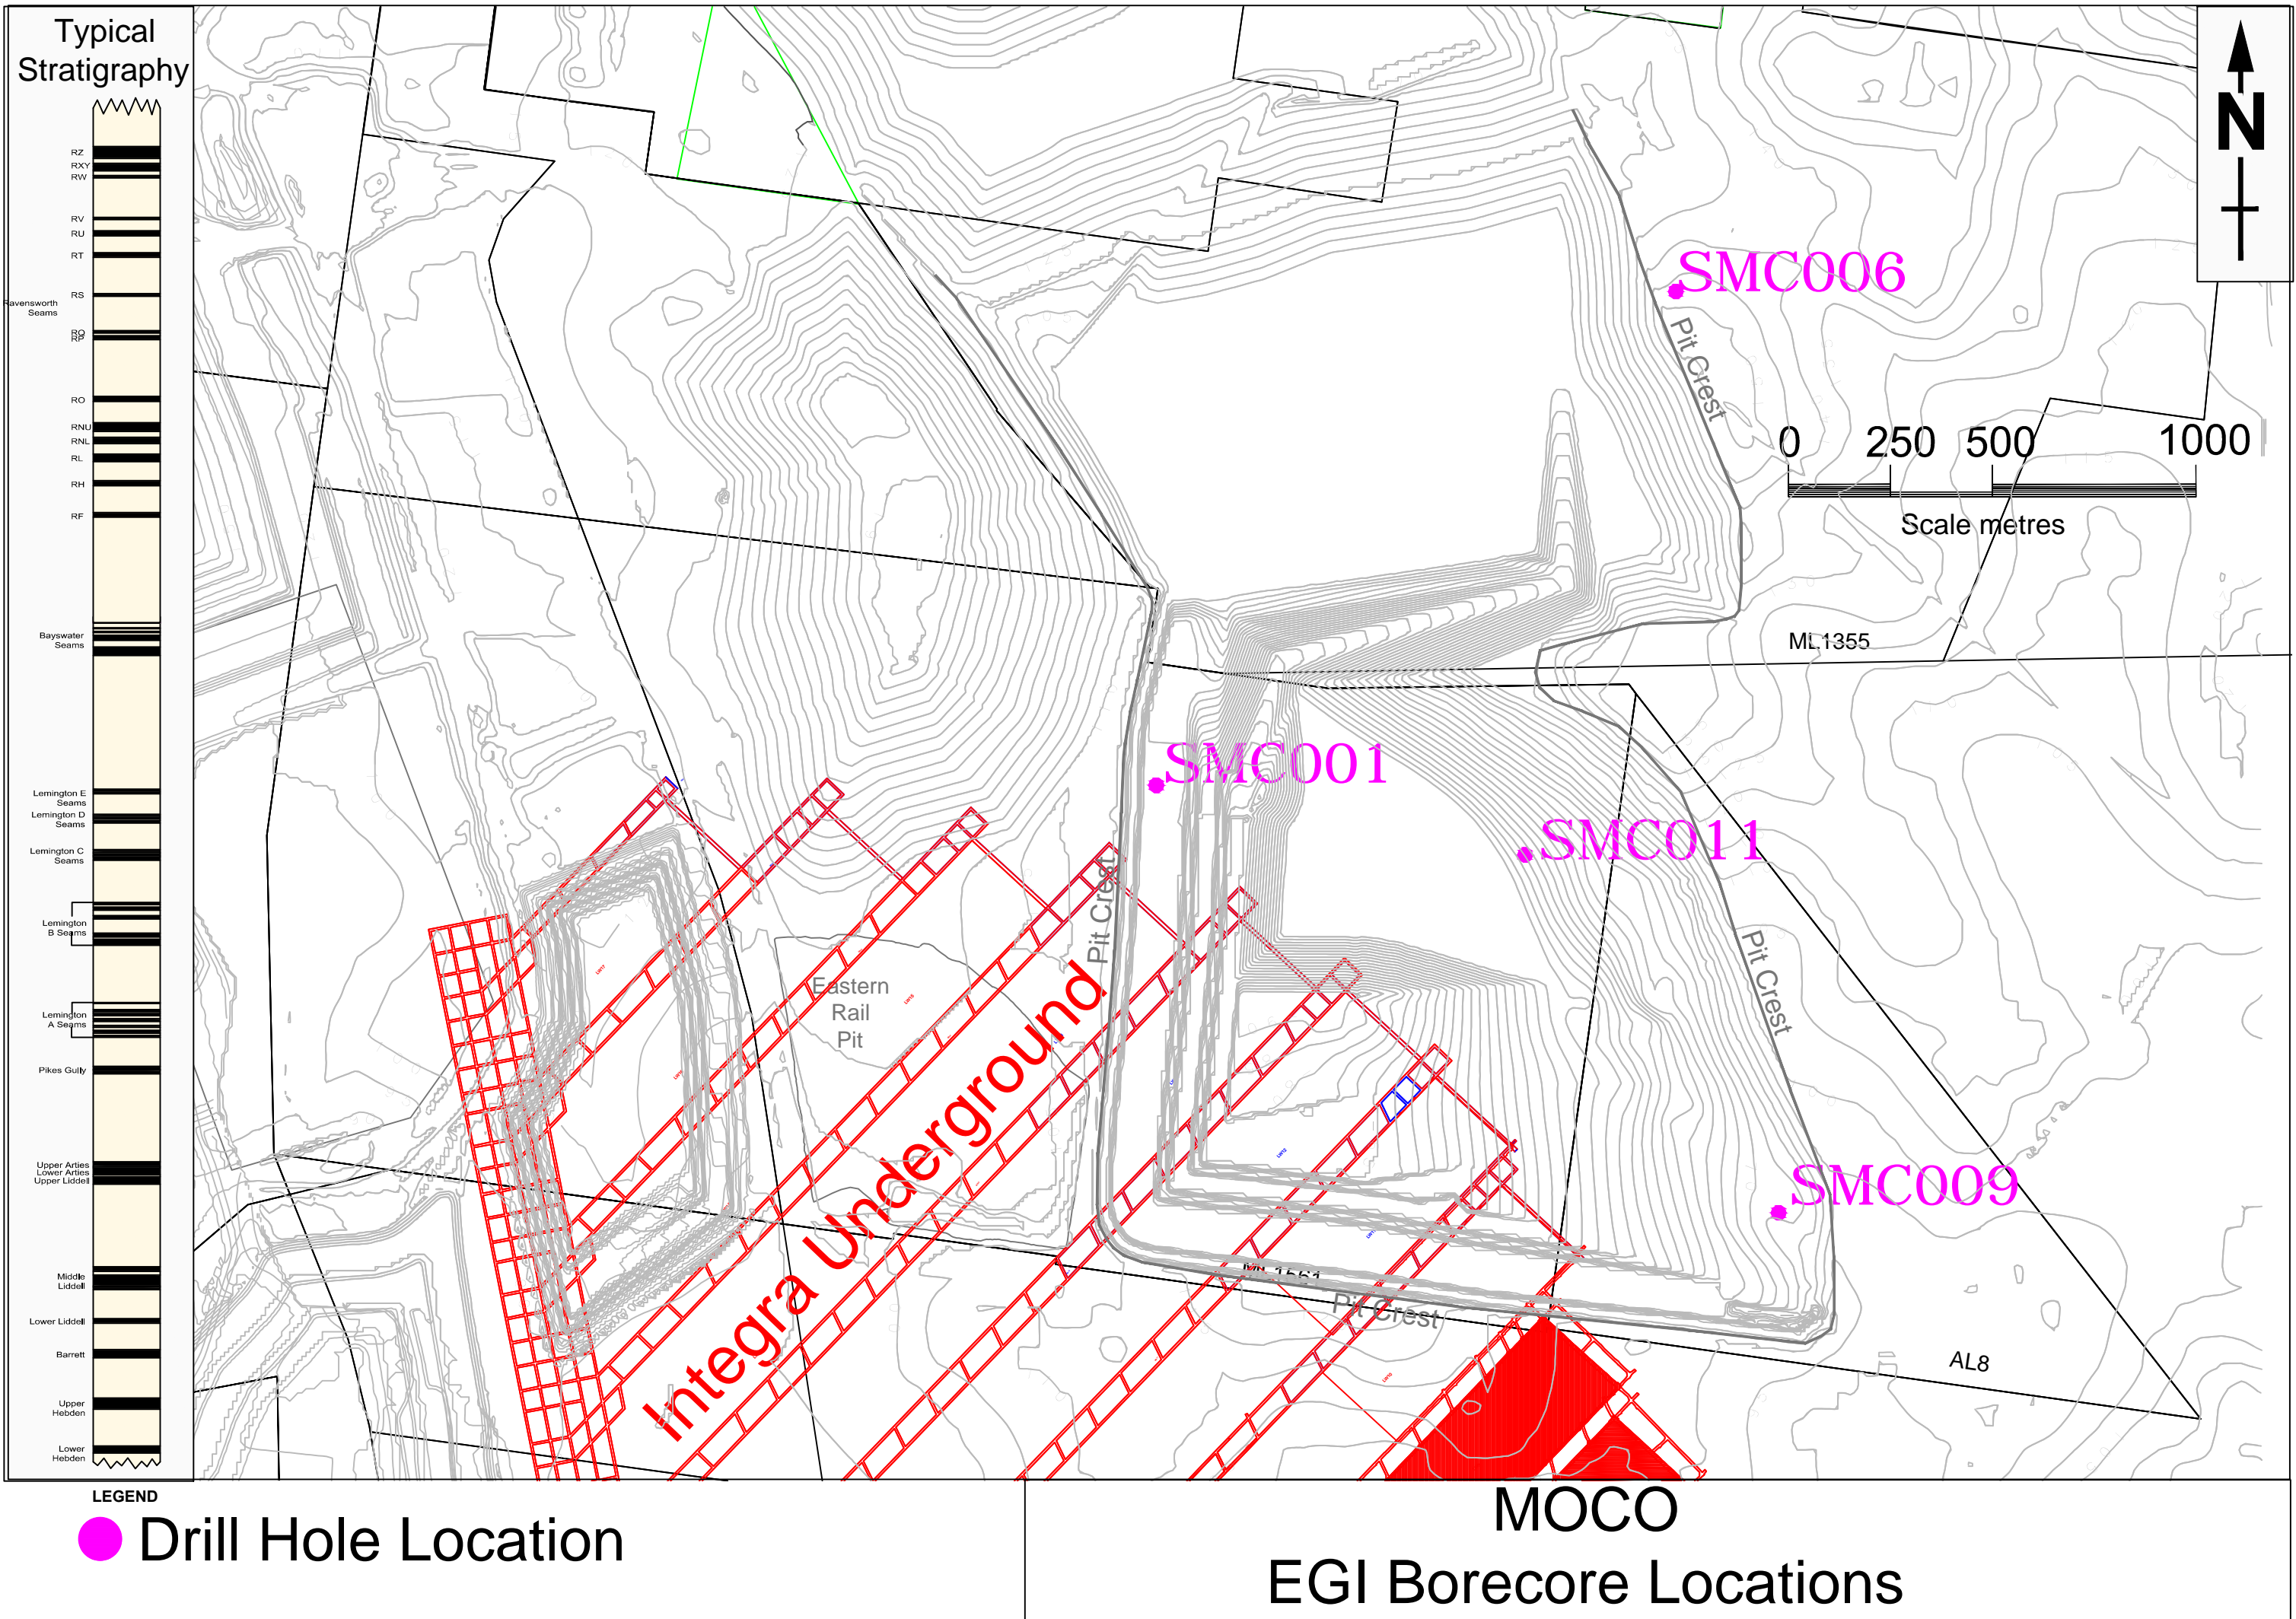 Typical
Stratigraphy
RZ
RXY
RW
RV
RU
RT
RS
Ravensworth
Seams
RQ
RP
RO
RNU
RNL
RL
RH
RF
Bayswater
Seams
Lemington E
Seams
Lemington D
Seams
Lemington C
Seams
Lemington
B Seams
Lemington
A Seams
Pikes Gully
Upper Arties
Lower Arties
Upper Liddell
Middle
Liddell
Lower Liddell
Barrett
Upper
Hebden
Lower
Hebden
N
SMC006
Pit Crest
0 250 500 1000
Scale metres
ML1355
SMC001
SMC011
Pit Crest
Pit Crest
Eastern
Rail
Pit
Integra Underground
SMC009
ML1561
Pit Crest
AL8
LEGEND
Drill Hole Location
MOCO
EGI Borecore Locations